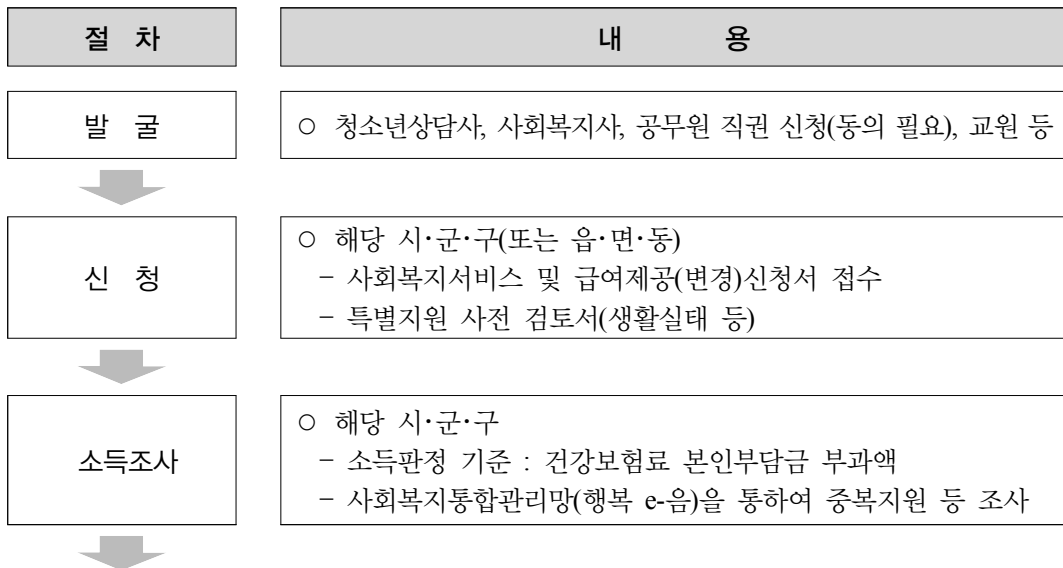 절 차
내 용
발 굴
○ 청소년상담사, 사회복지사, 공무원 직권 신청(동의 필요), 교원 등
신 청
○ 해당 시·군·구(또는 읍·면·동)
- 사회복지서비스 및 급여제공(변경)신청서 접수
- 특별지원 사전 검토서(생활실태 등)
소득조사
○ 해당 시·군·구
- 소득판정 기준 : 건강보험료 본인부담금 부과액
- 사회복지통합관리망(행복 e-음)을 통하여 중복지원 등 조사